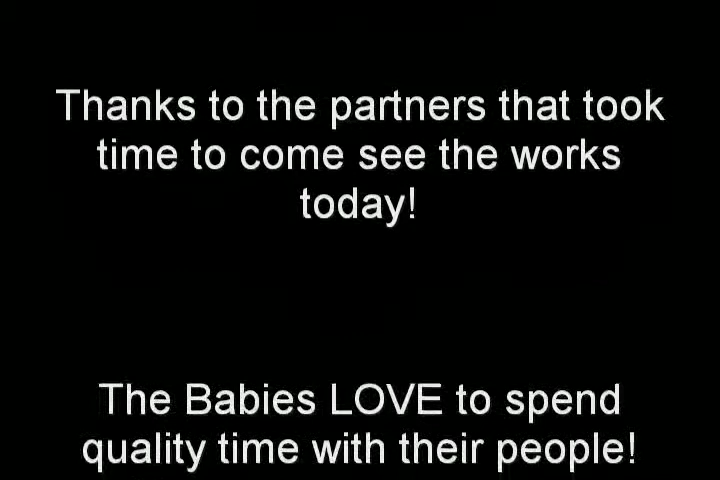 Thanks to the partners that took
time to come see the works
today!
The Babies LOVE to spend
quality time with their people!